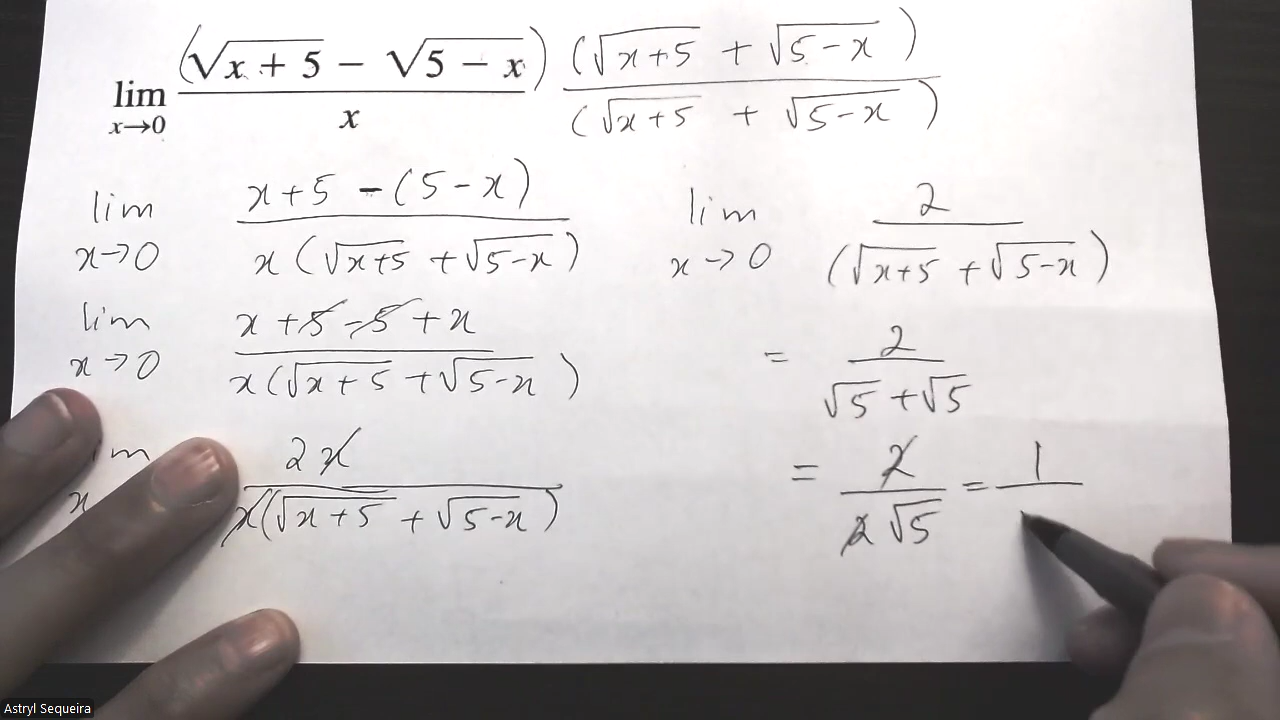 lim x→0 (√(x + 5) − √(5 − x)) / x (√(x+5) + √(5−x)) / (√(x+5) + √(5−x))
lim x→0 x+5 − (5−x) / x(√(x+5) + √(5−x))
lim x→0 x+5−5+x / x(√(x+5) + √(5−x))
m x 2x / x(√(x+5) + √(5−x))
lim x→0 2 / (√(x+5) + √(5−x))
= 2 / √5 + √5
= 2 / 2√5 = 1
Astryl Sequeira